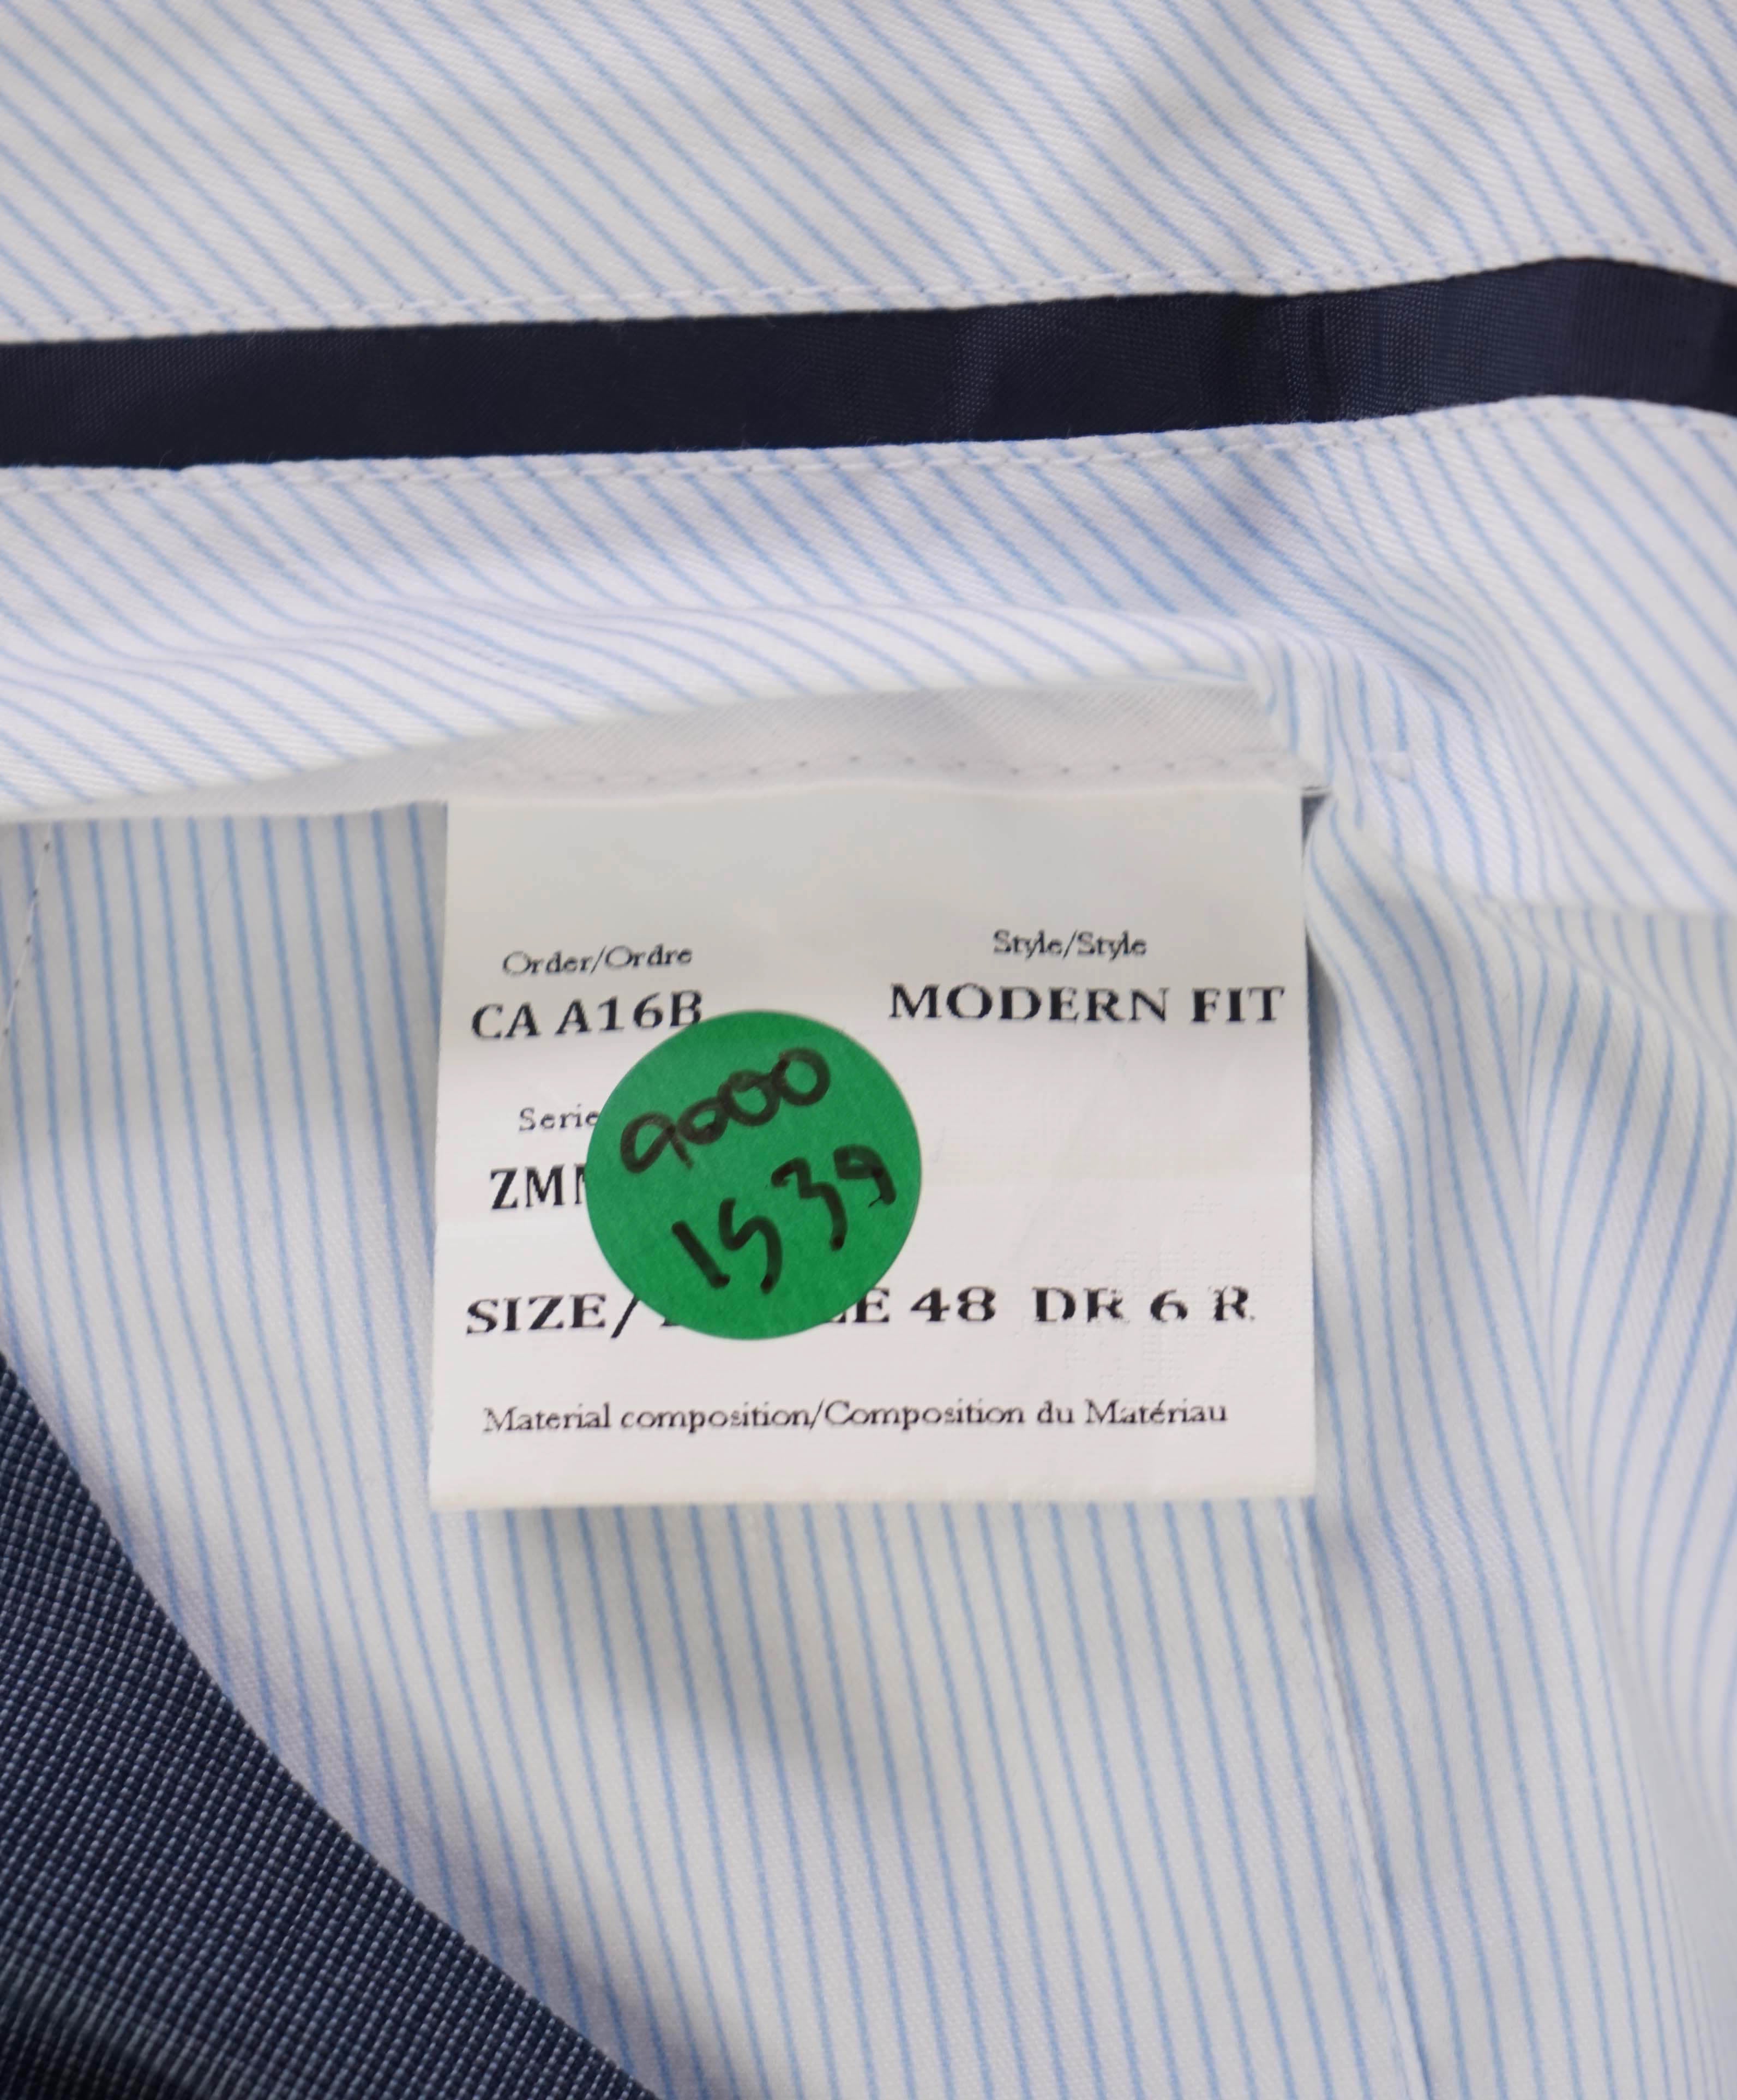 Order/Ordre
Style/Style
CA A16B
MODERN FIT
9000
1539
SIZE/ 48 DR 6 R
Material composition/Composition du Matériau